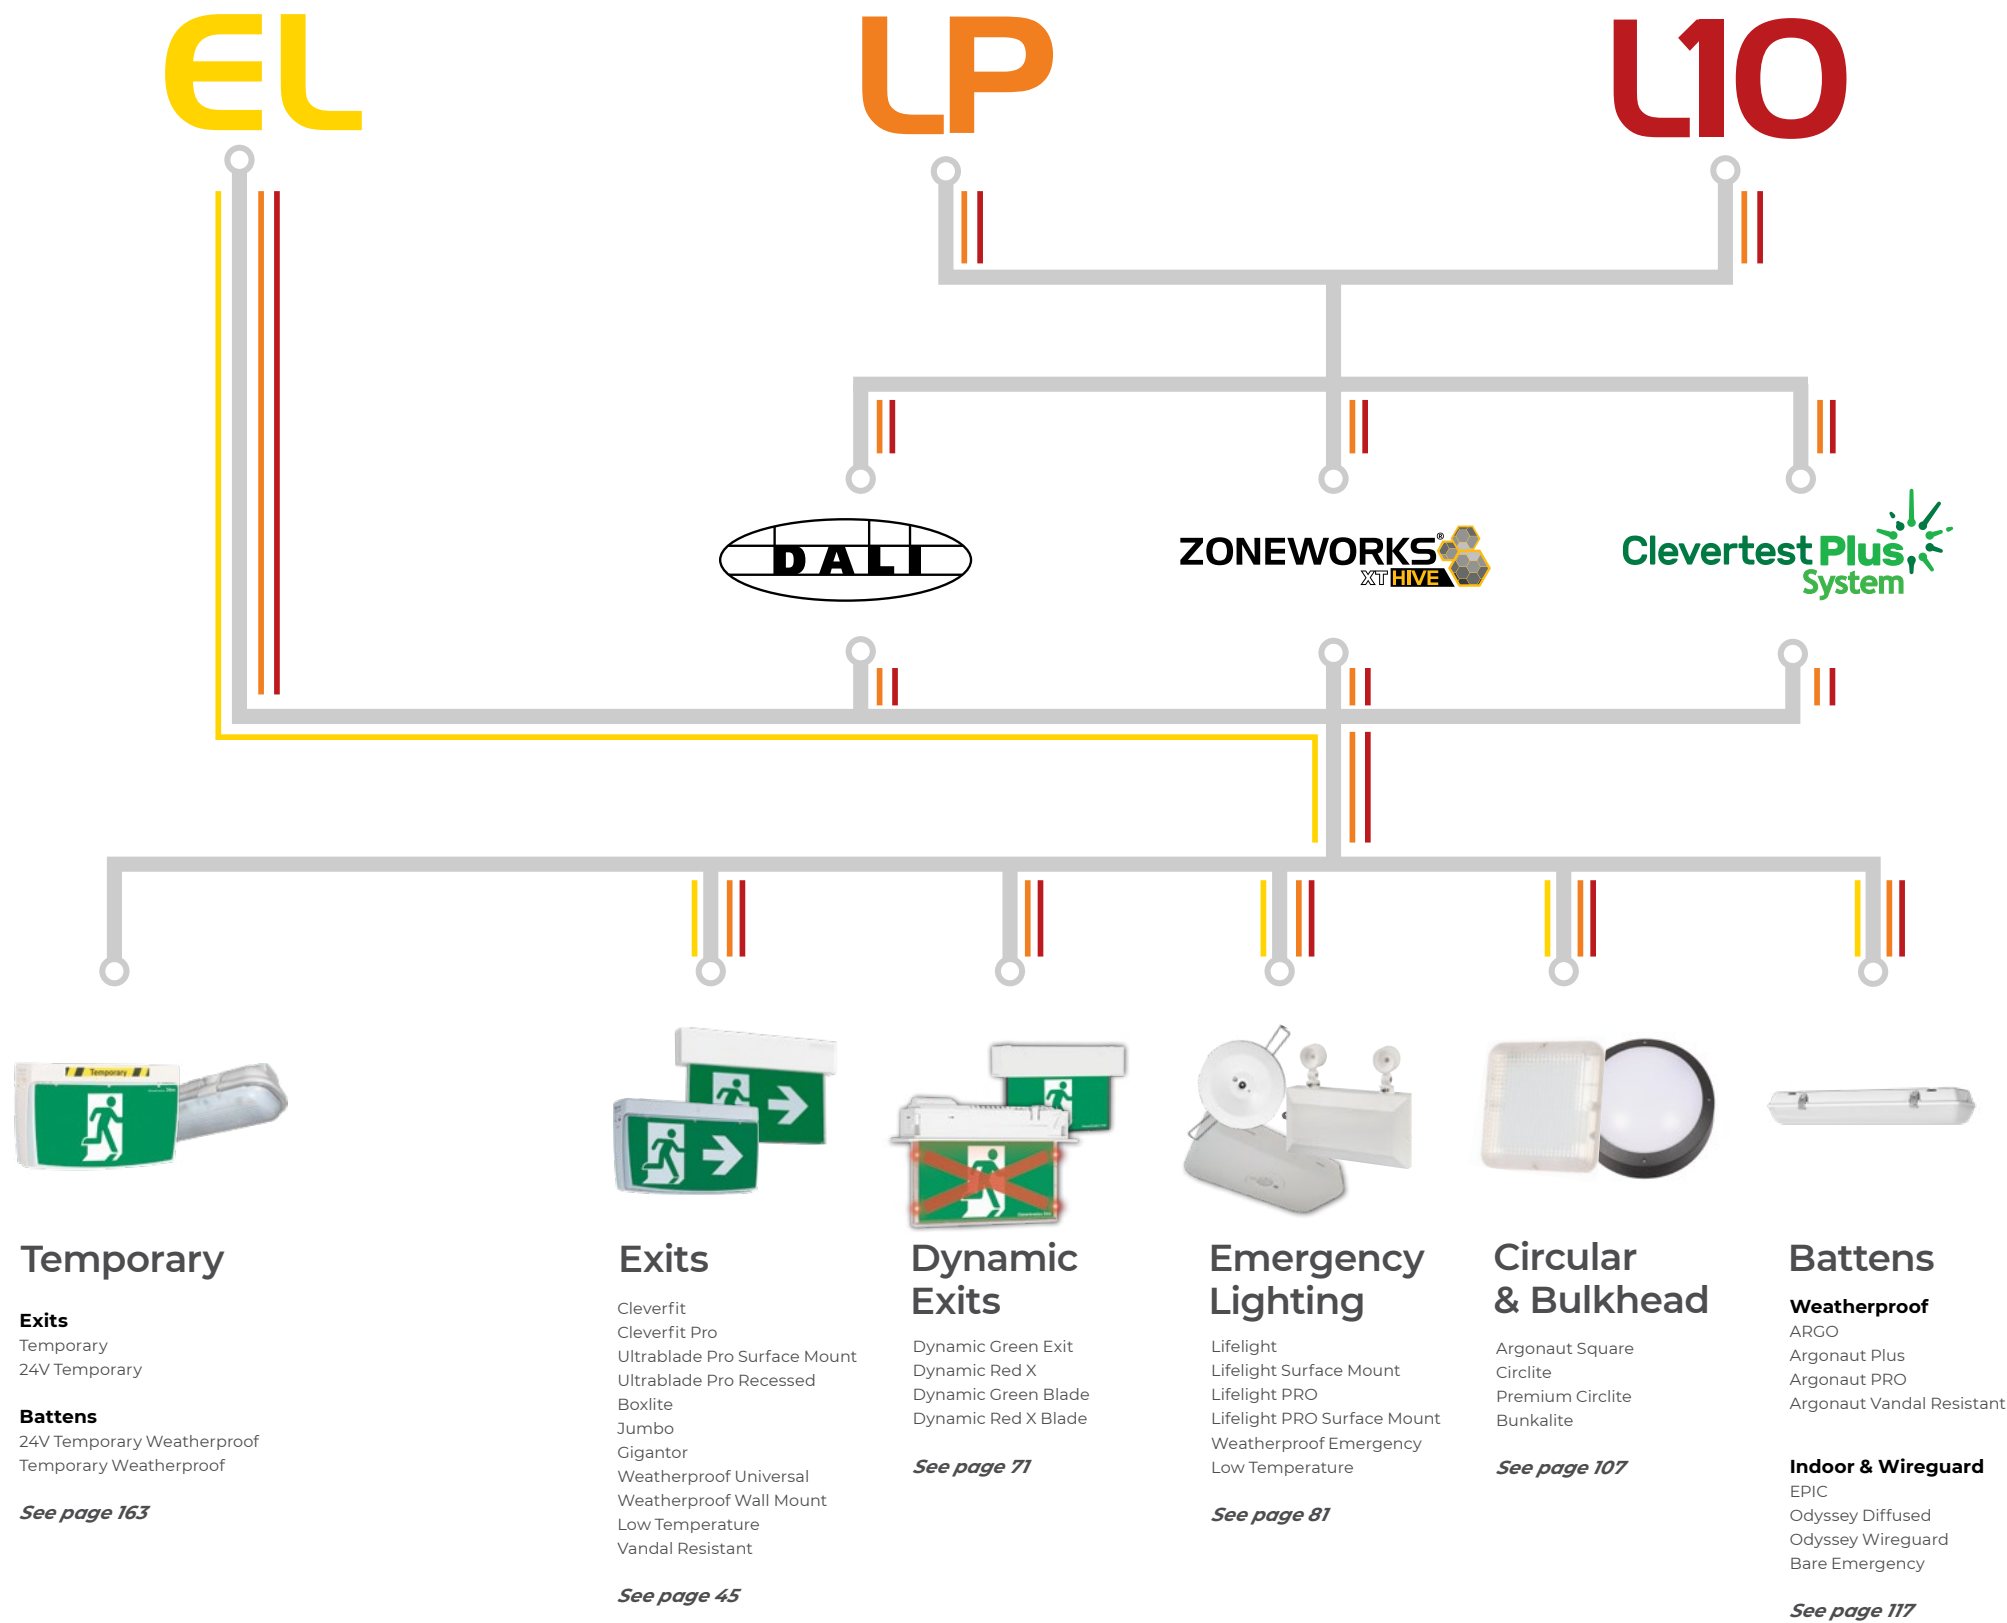 EL
LP
L10
DALI
ZONEWORKS®
XT HIVE
Clevertest Plus
System
Temporary
Temporary
Exits
Temporary
24V Temporary
Battens
24V Temporary Weatherproof
Temporary Weatherproof
See page 163
Exits
Cleverfit
Cleverfit Pro
Ultrablade Pro Surface Mount
Ultrablade Pro Recessed
Boxlite
Jumbo
Gigantor
Weatherproof Universal
Weatherproof Wall Mount
Low Temperature
Vandal Resistant
See page 45
Dynamic
Exits
Dynamic Green Exit
Dynamic Red X
Dynamic Green Blade
Dynamic Red X Blade
See page 71
Emergency
Lighting
Lifelight
Lifelight Surface Mount
Lifelight PRO
Lifelight PRO Surface Mount
Weatherproof Emergency
Low Temperature
See page 81
Circular
& Bulkhead
Argonaut Square
Circlite
Premium Circlite
Bunkalite
See page 107
Battens
Weatherproof
ARGO
Argonaut Plus
Argonaut PRO
Argonaut Vandal Resistant
Indoor & Wireguard
EPIC
Odyssey Diffused
Odyssey Wireguard
Bare Emergency
See page 117